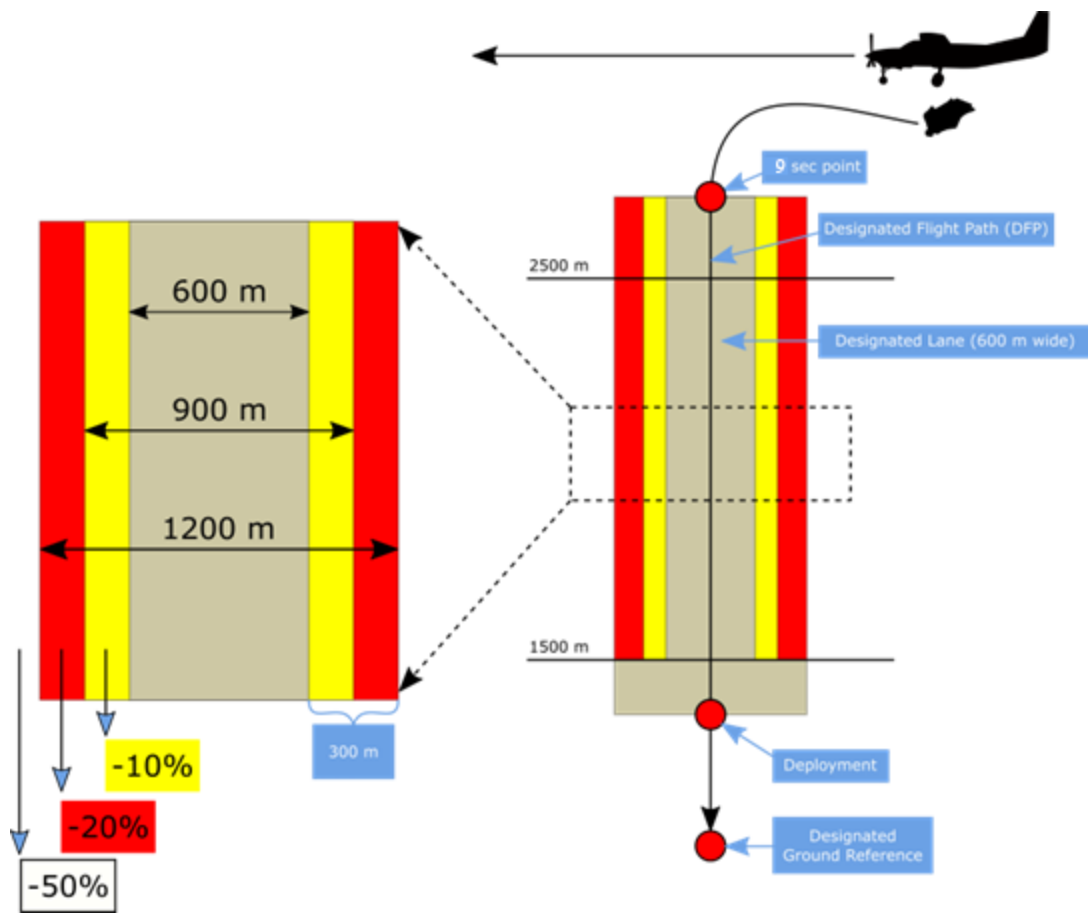 9 sec point
Designated Flight Path (DFP)
2500 m
Designated Lane (600 m wide)
600 m
900 m
1200 m
1500 m
300 m
-10%
-20%
-50%
Deployment
Designated
Ground Reference